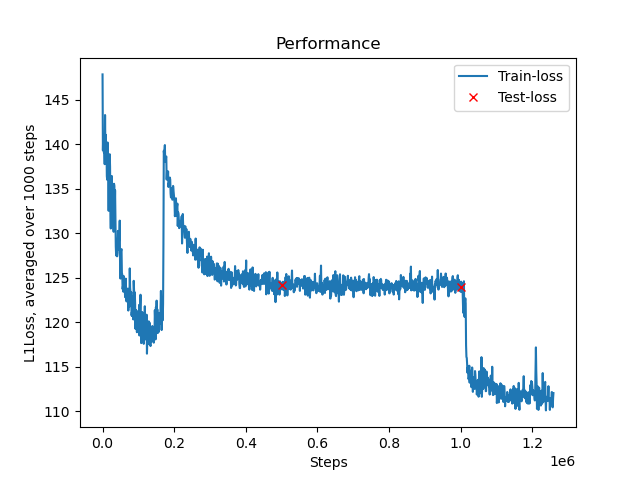 Performance
Train-loss
Test-loss
L1Loss, averaged over 1000 steps
145
140
135
130
125
120
115
110
0.0 0.2 0.4 0.6 0.8 1.0 1.2
1e6
Steps